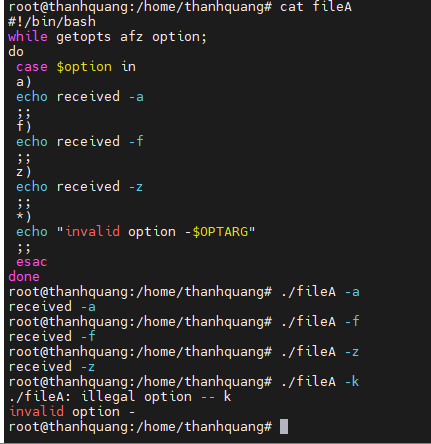 root@thanhquang:/home/thanhquang# cat fileA
#!/bin/bash
while getopts afz option;
do
 case $option in
 a)
 echo received -a
 ;;
 f)
 echo received -f
 ;;
 z)
 echo received -z
 ;;
 *)
 echo "invalid option -$OPTARG"
 ;;
 esac
done
root@thanhquang:/home/thanhquang# ./fileA -a
received -a
root@thanhquang:/home/thanhquang# ./fileA -f
received -f
root@thanhquang:/home/thanhquang# ./fileA -z
received -z
root@thanhquang:/home/thanhquang# ./fileA -k
./fileA: illegal option -- k
invalid option -
root@thanhquang:/home/thanhquang#